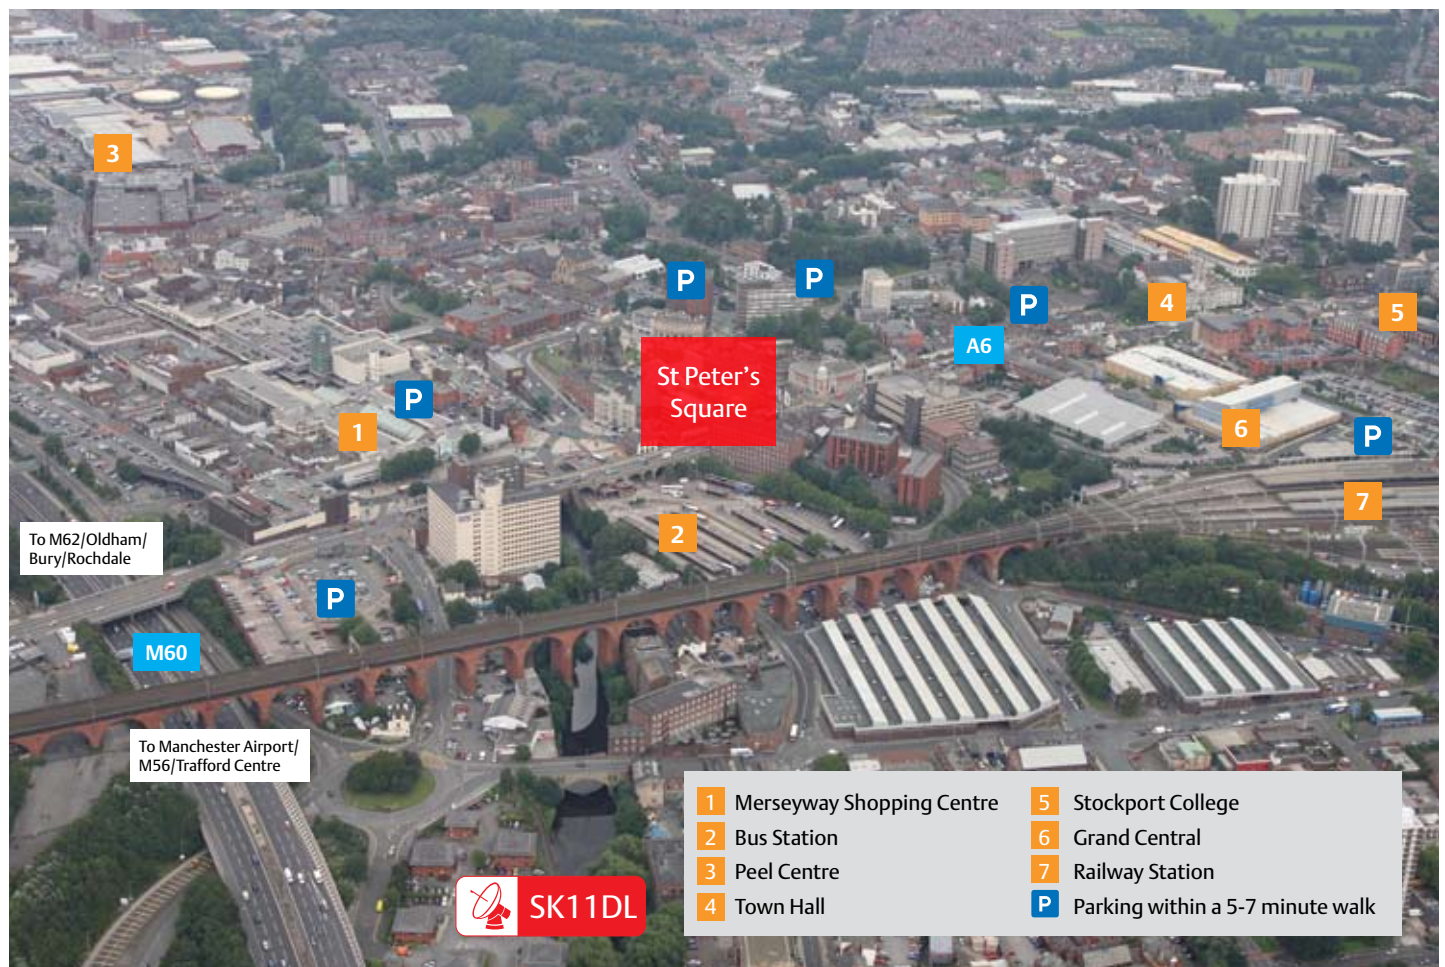 3
P
P
P
4
5
A6
St Peter's
Square
P
1
6
P
7
2
To M62/Oldham/
Bury/Rochdale
P
M60
To Manchester Airport/
M56/Trafford Centre
SK11DL
1 Merseyway Shopping Centre
2 Bus Station
3 Peel Centre
4 Town Hall
5 Stockport College
6 Grand Central
7 Railway Station
P Parking within a 5-7 minute walk